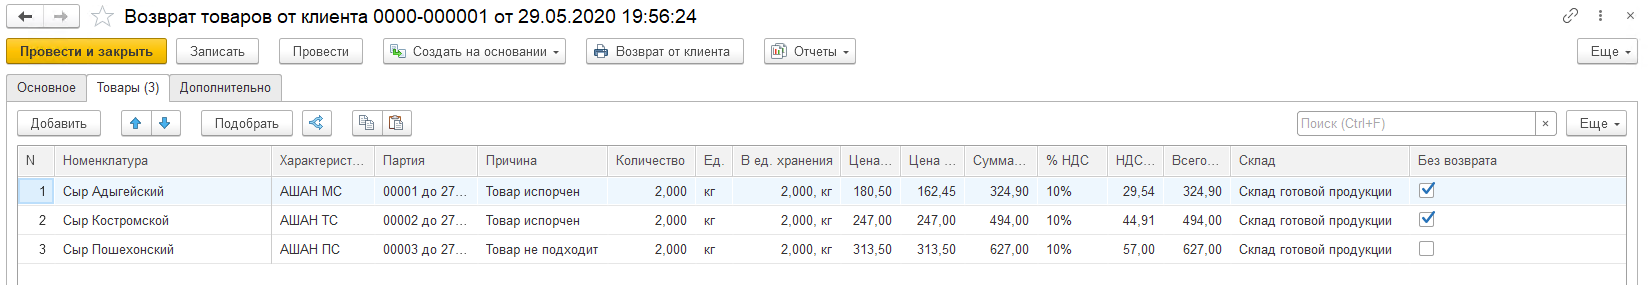 Возврат товаров от клиента 0000-000001 от 29.05.2020 19:56:24
Провести и закрыть Записать Провести Создать на основании Возврат от клиента Отчеты Еще
Основное Товары (3) Дополнительно
Добавить Подобрать Поиск (Ctrl+F) × Еще
N Номенклатура Характерист... Партия Причина Количество Ед. В ед. хранения Цена... Цена ... Сумма... % НДС НДС... Всего... Склад Без возврата
1 Сыр Адыгейский АШАН МС 00001 до 27... Товар испорчен 2,000 кг 2,000, кг 180,50 162,45 324,90 10% 29,54 324,90 Склад готовой продукции
2 Сыр Костромской АШАН ТС 00002 до 27... Товар испорчен 2,000 кг 2,000, кг 247,00 247,00 494,00 10% 44,91 494,00 Склад готовой продукции
3 Сыр Пошехонский АШАН ПС 00003 до 27... Товар не подходит 2,000 кг 2,000, кг 313,50 313,50 627,00 10% 57,00 627,00 Склад готовой продукции